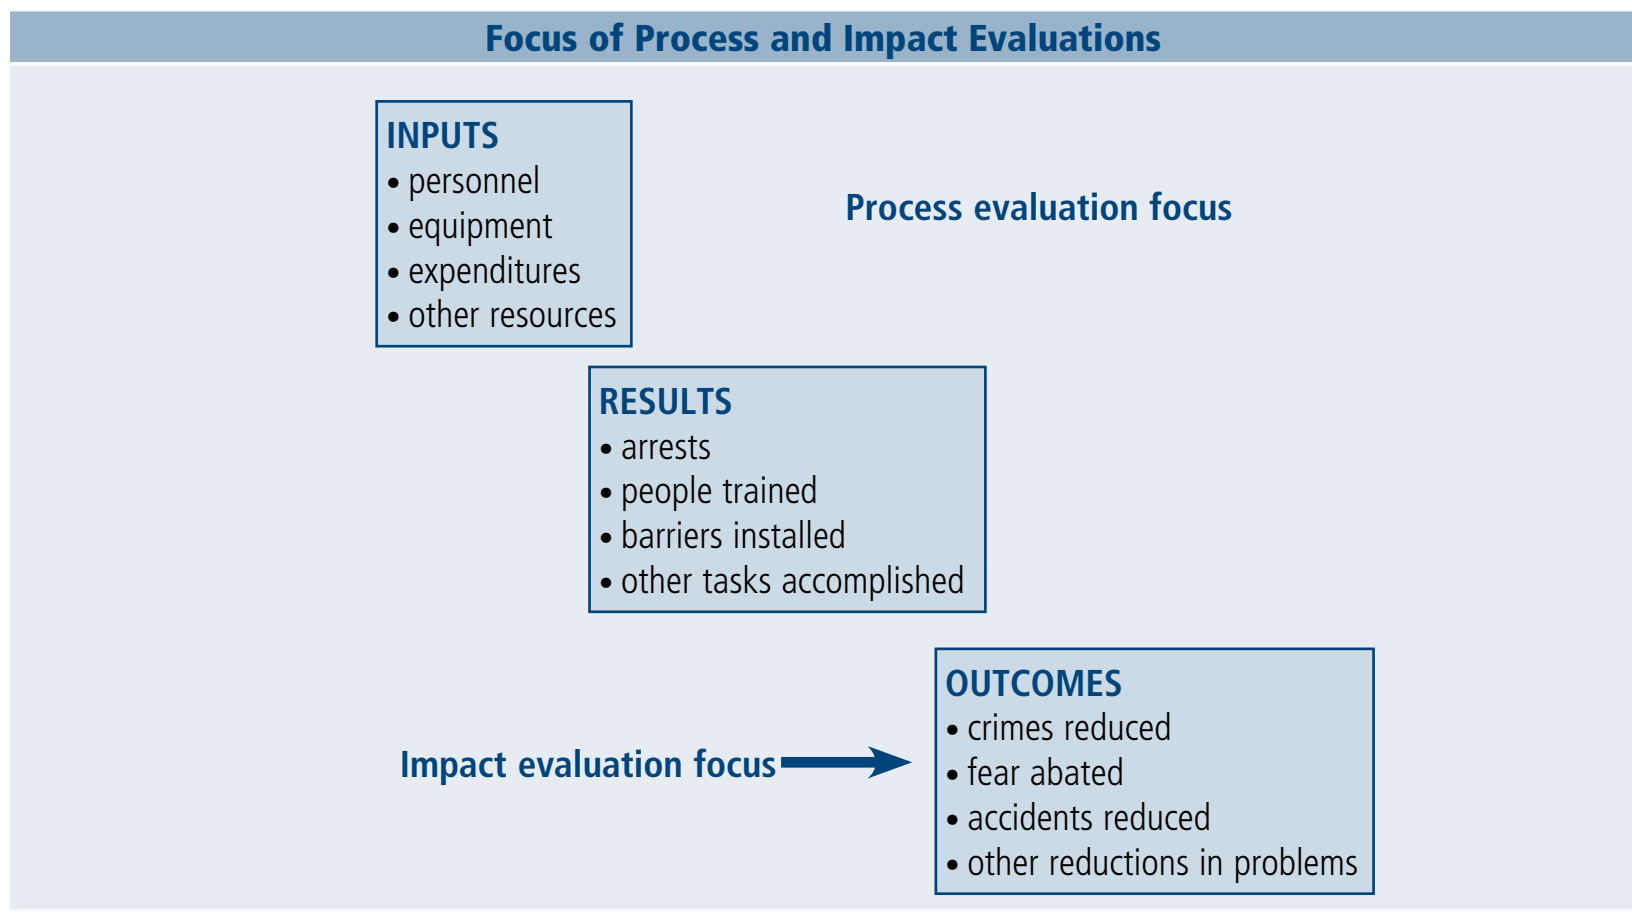 Focus of Process and Impact Evaluations
INPUTS
• personnel
• equipment
• expenditures
• other resources
Process evaluation focus
RESULTS
• arrests
• people trained
• barriers installed
• other tasks accomplished
Impact evaluation focus
OUTCOMES
• crimes reduced
• fear abated
• accidents reduced
• other reductions in problems